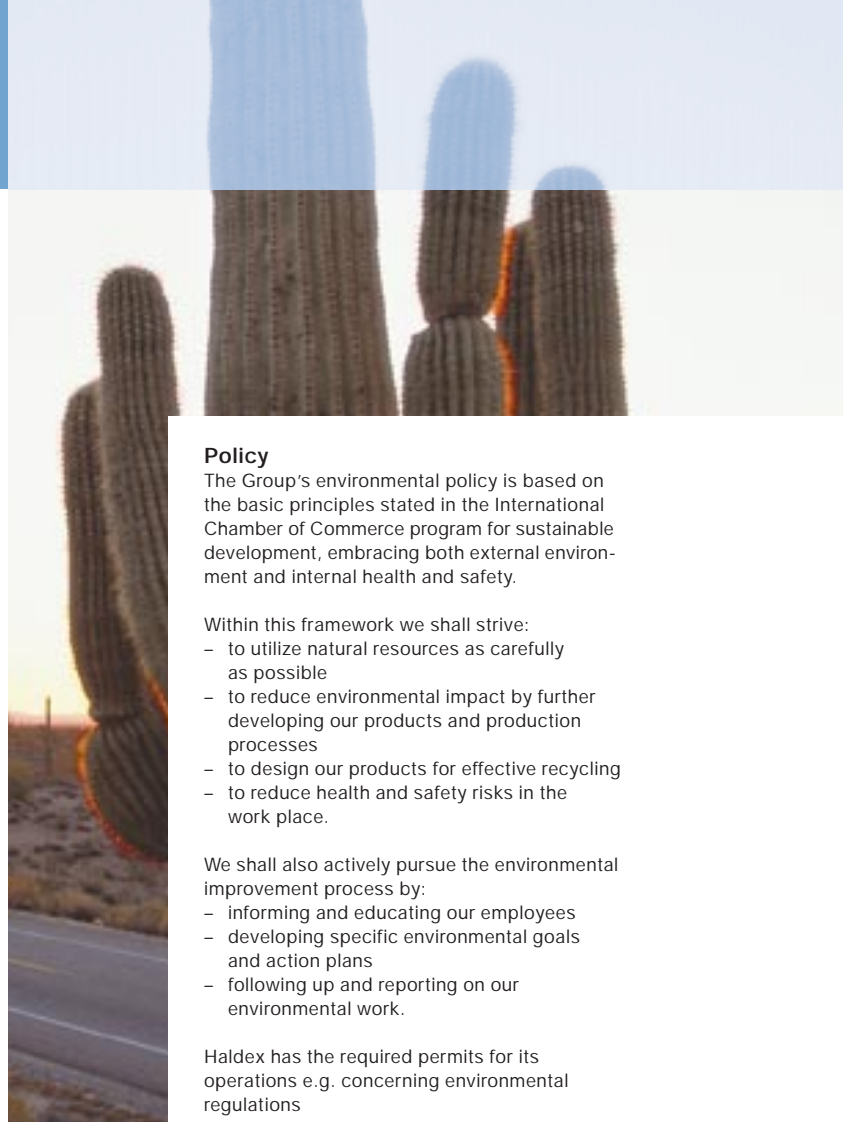 Policy
The Group's environmental policy is based on
the basic principles stated in the International
Chamber of Commerce program for sustainable
development, embracing both external environ-
ment and internal health and safety.
Within this framework we shall strive:
– to utilize natural resources as carefully
as possible
– to reduce environmental impact by further
developing our products and production
processes
– to design our products for effective recycling
– to reduce health and safety risks in the
work place.
We shall also actively pursue the environmental
improvement process by:
– informing and educating our employees
– developing specific environmental goals
and action plans
– following up and reporting on our
environmental work.
Haldex has the required permits for its
operations e.g. concerning environmental
regulations